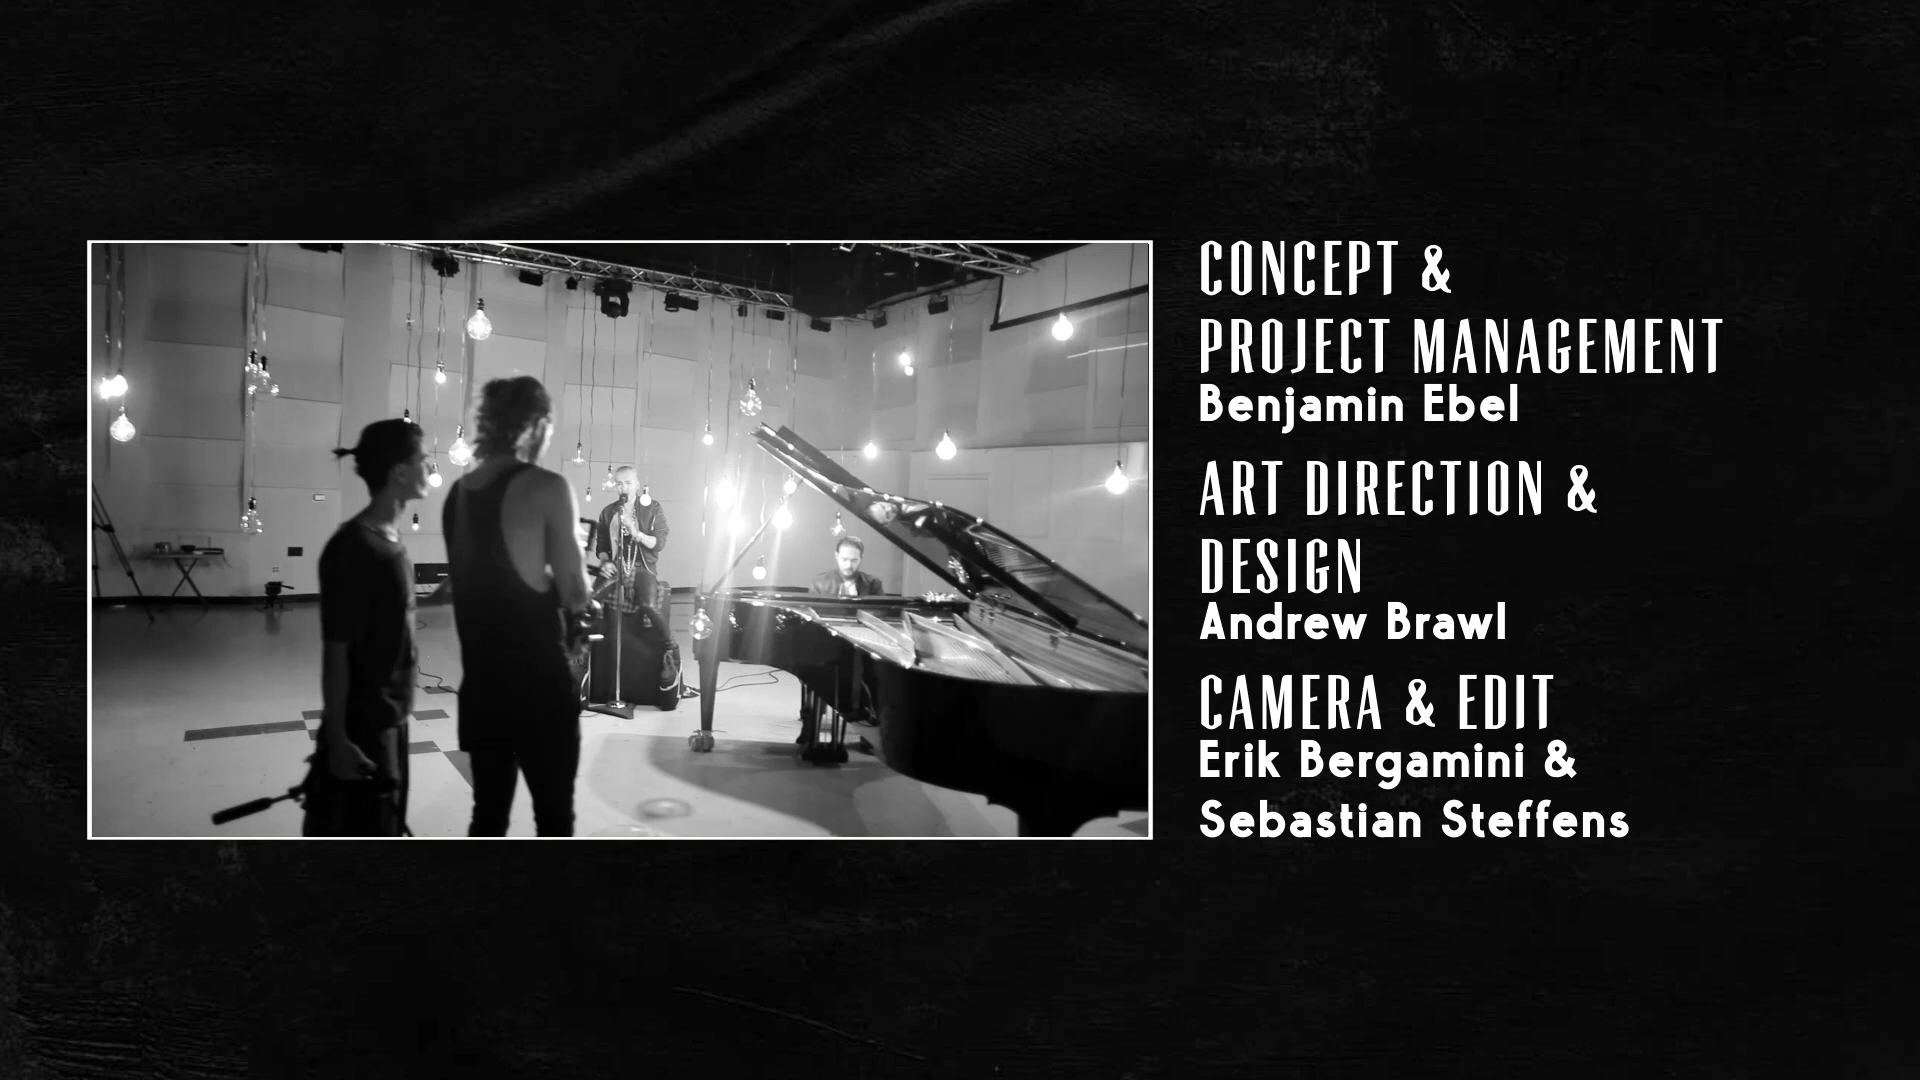 CONCEPT &
PROJECT MANAGEMENT
Benjamin Ebel
ART DIRECTION &
DESIGN
Andrew Brawl
CAMERA & EDIT
Erik Bergamini &
Sebastian Steffens